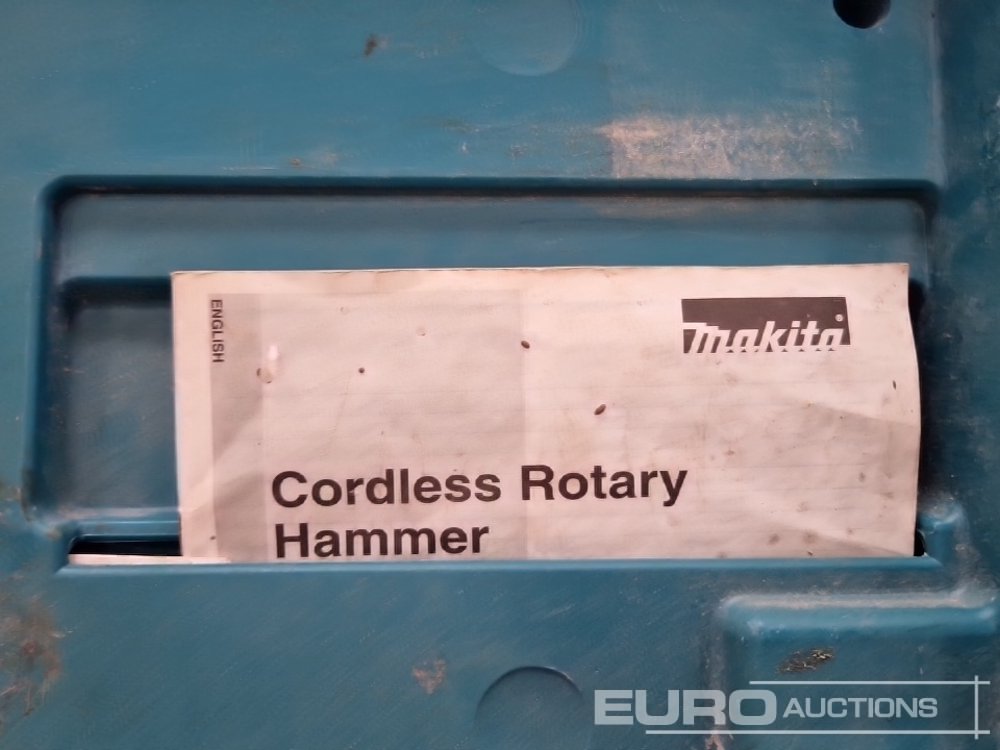 ENGLISH
makita®
Cordless Rotary
Hammer
EURO AUCTIONS